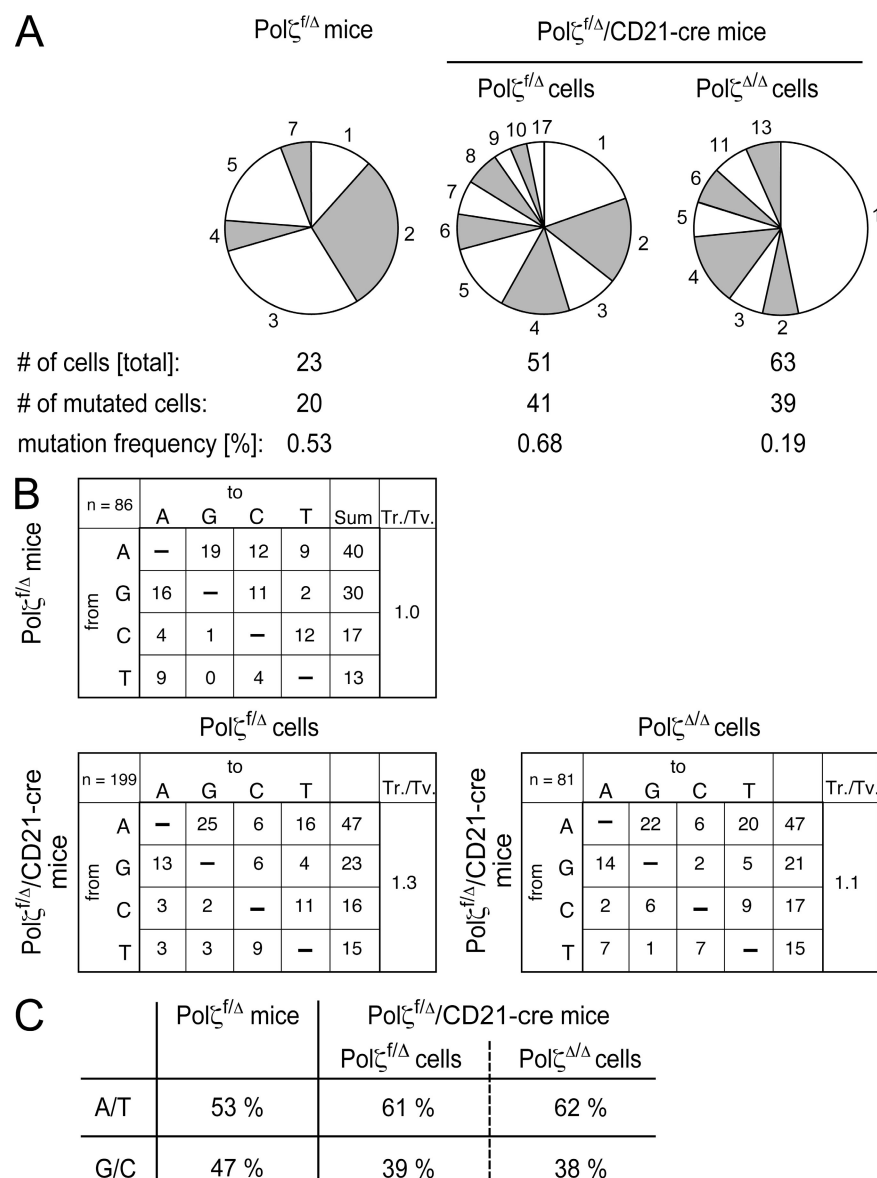 A
Polζf/Δ mice
Polζf/Δ/CD21-cre mice
Polζf/Δ cells
PolζΔ/Δ cells
7 1
5
2
4
3
9 10 17
8 1
7
6 2
5 3
4
13
11
6
1
5
4
3 2
# of cells [total]: 23 51 63
# of mutated cells: 20 41 39
mutation frequency [%]: 0.53 0.68 0.19
B
Polζf/Δ mice
n = 86 to
A G C T Sum Tr./Tv.
from
A – 19 12 9 40
G 16 – 11 2 30
1.0
C 4 1 – 12 17
T 9 0 4 – 13
Polζf/Δ cells
Polζf/Δ/CD21-cre
mice
n = 199 to
A G C T Tr./Tv.
from
A – 25 6 16 47
G 13 – 6 4 23
1.3
C 3 2 – 11 16
T 3 3 9 – 15
PolζΔ/Δ cells
Polζf/Δ/CD21-cre
mice
n = 81 to
A G C T Tr./Tv.
from
A – 22 6 20 47
G 14 – 2 5 21
1.1
C 2 6 – 9 17
T 7 1 7 – 15
C
Polζf/Δ mice Polζf/Δ/CD21-cre mice
Polζf/Δ cells PolζΔ/Δ cells
A/T 53 % 61 % 62 %
G/C 47 % 39 % 38 %